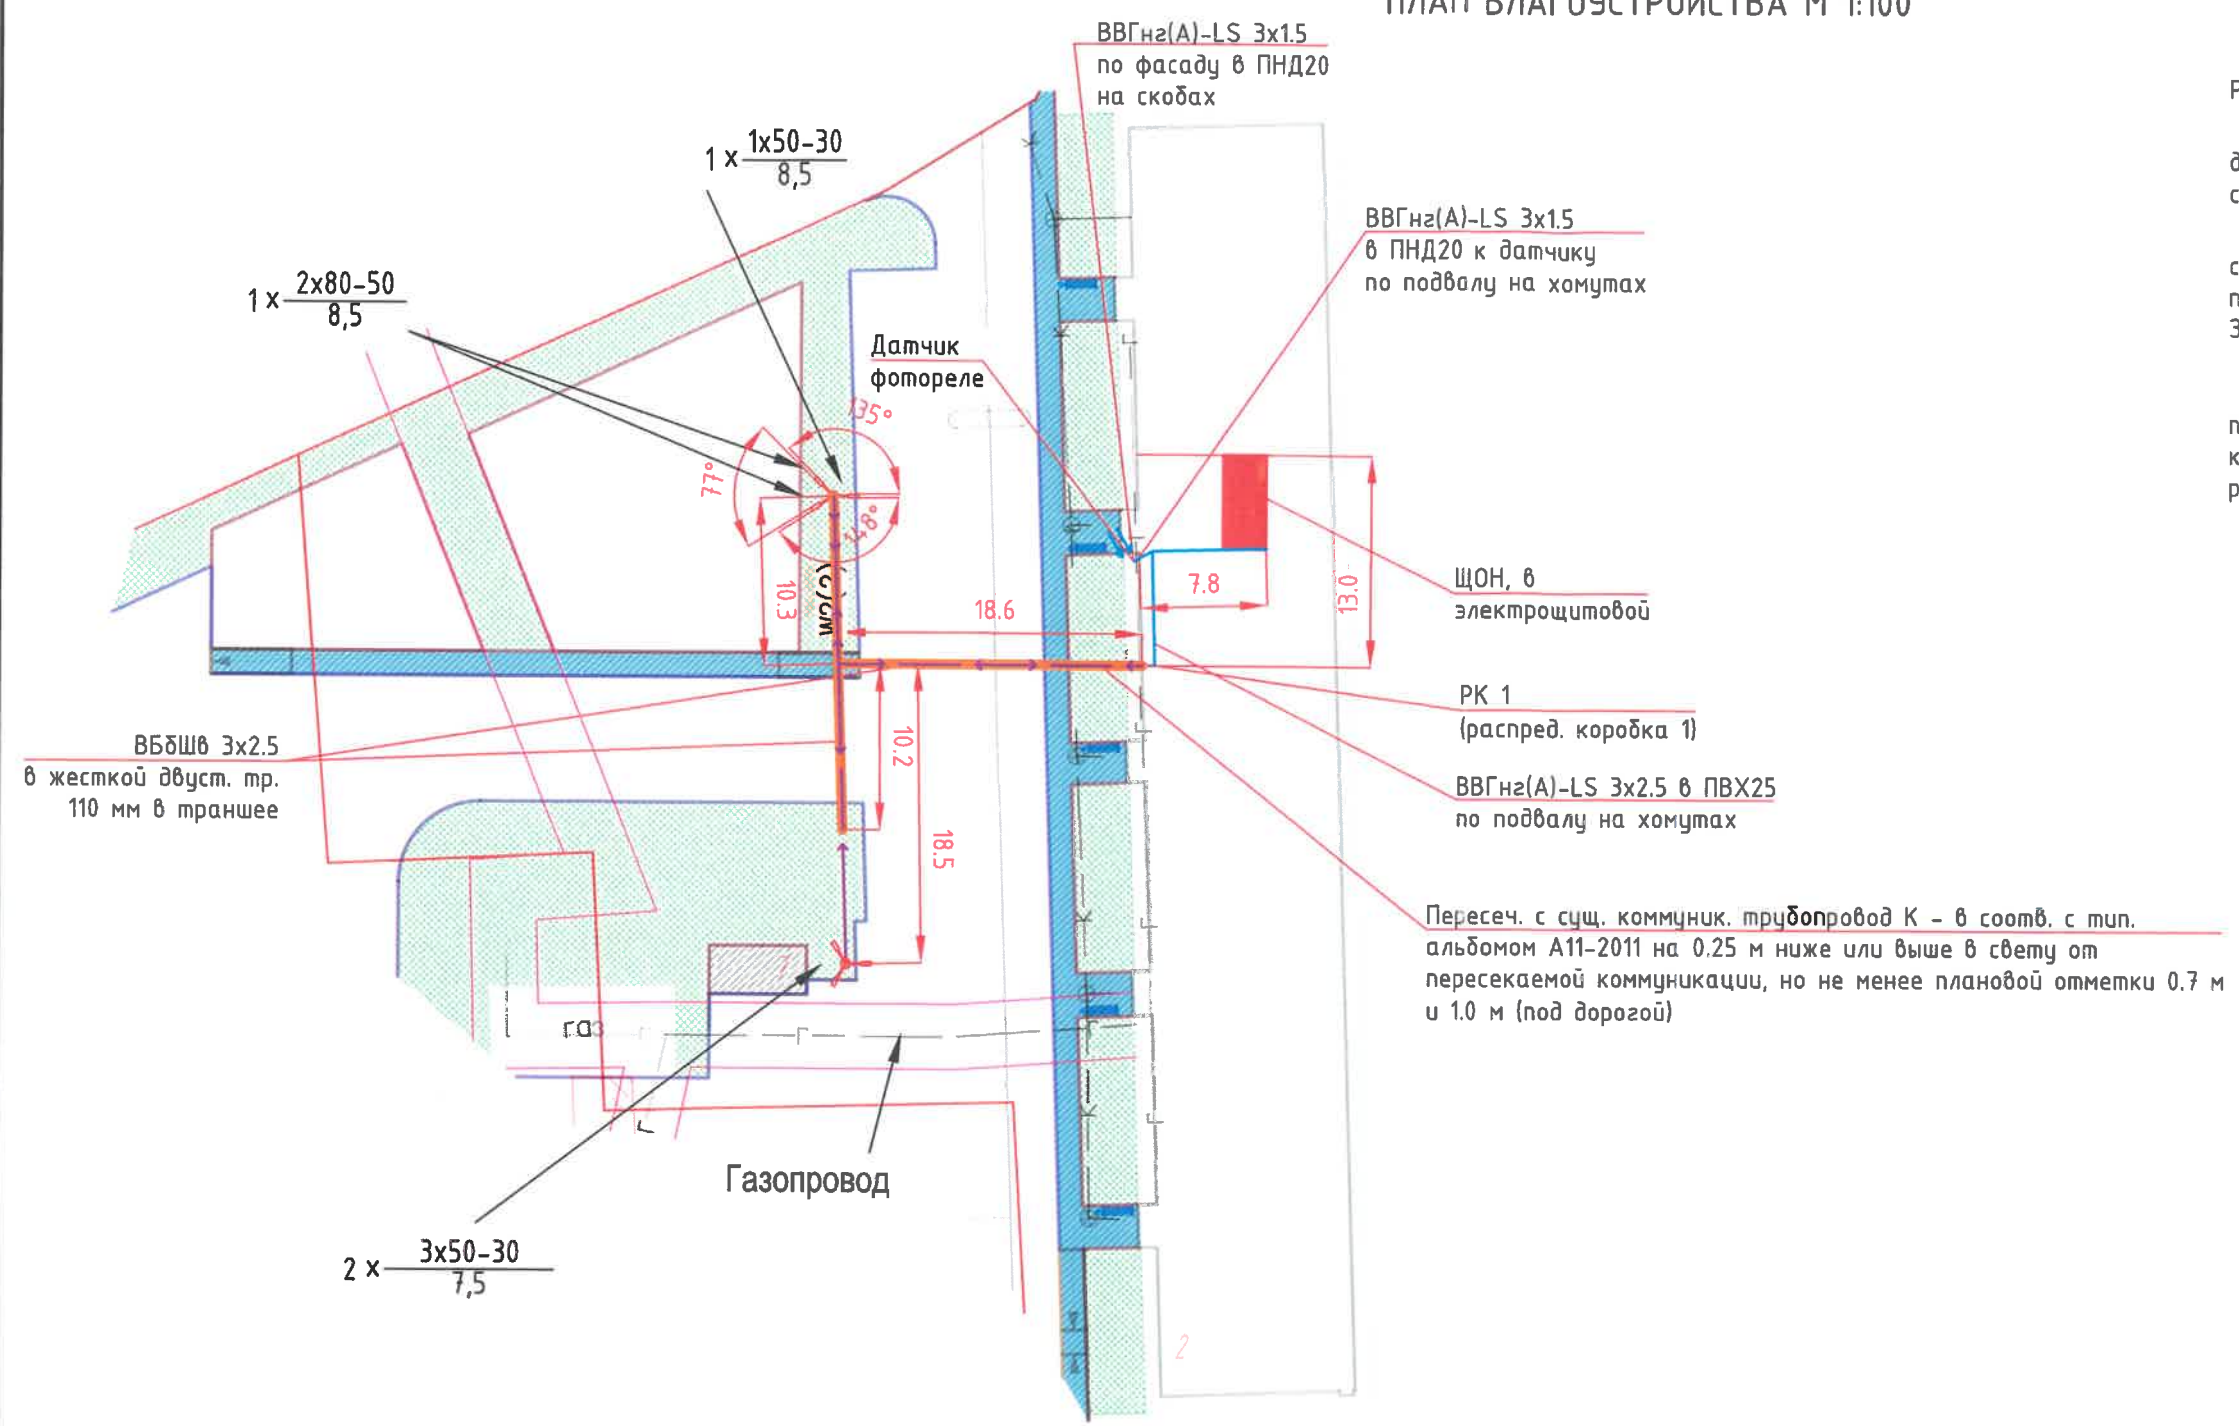 ПЛАН БЛАГОУСТРОЙСТВА М 1:100
ВВГнг(А)-LS 3х1.5
по фасаду в ПНД20
на скобах
1 х 1х50-30
8,5
ВВГнг(А)-LS 3х1.5
в ПНД20 к датчику
по подвалу на хомутах
1 х 2х80-50
8,5
Датчик
фотореле
135°
77°
148°
10.3
18.6
7.8
13.0
ЩОН, в
электрощитовой
РК 1
(распред. коробка 1)
ВБбШв 3х2.5
в жесткой двуст. тр.
110 мм в траншее
10.2
18.5
ВВГнг(А)-LS 3х2.5 в ПВХ25
по подвалу на хомутах
Пересеч. с сущ. коммуник. трубопровод К - в соотв. с тип.
альбомом А11-2011 на 0,25 м ниже или выше в свету от
пересекаемой коммуникации, но не менее плановой отметки 0.7 м
и 1.0 м (под дорогой)
газ
Г
Г
К
К
К
К
Г
Г
Газопровод
2 х 3х50-30
7,5
2